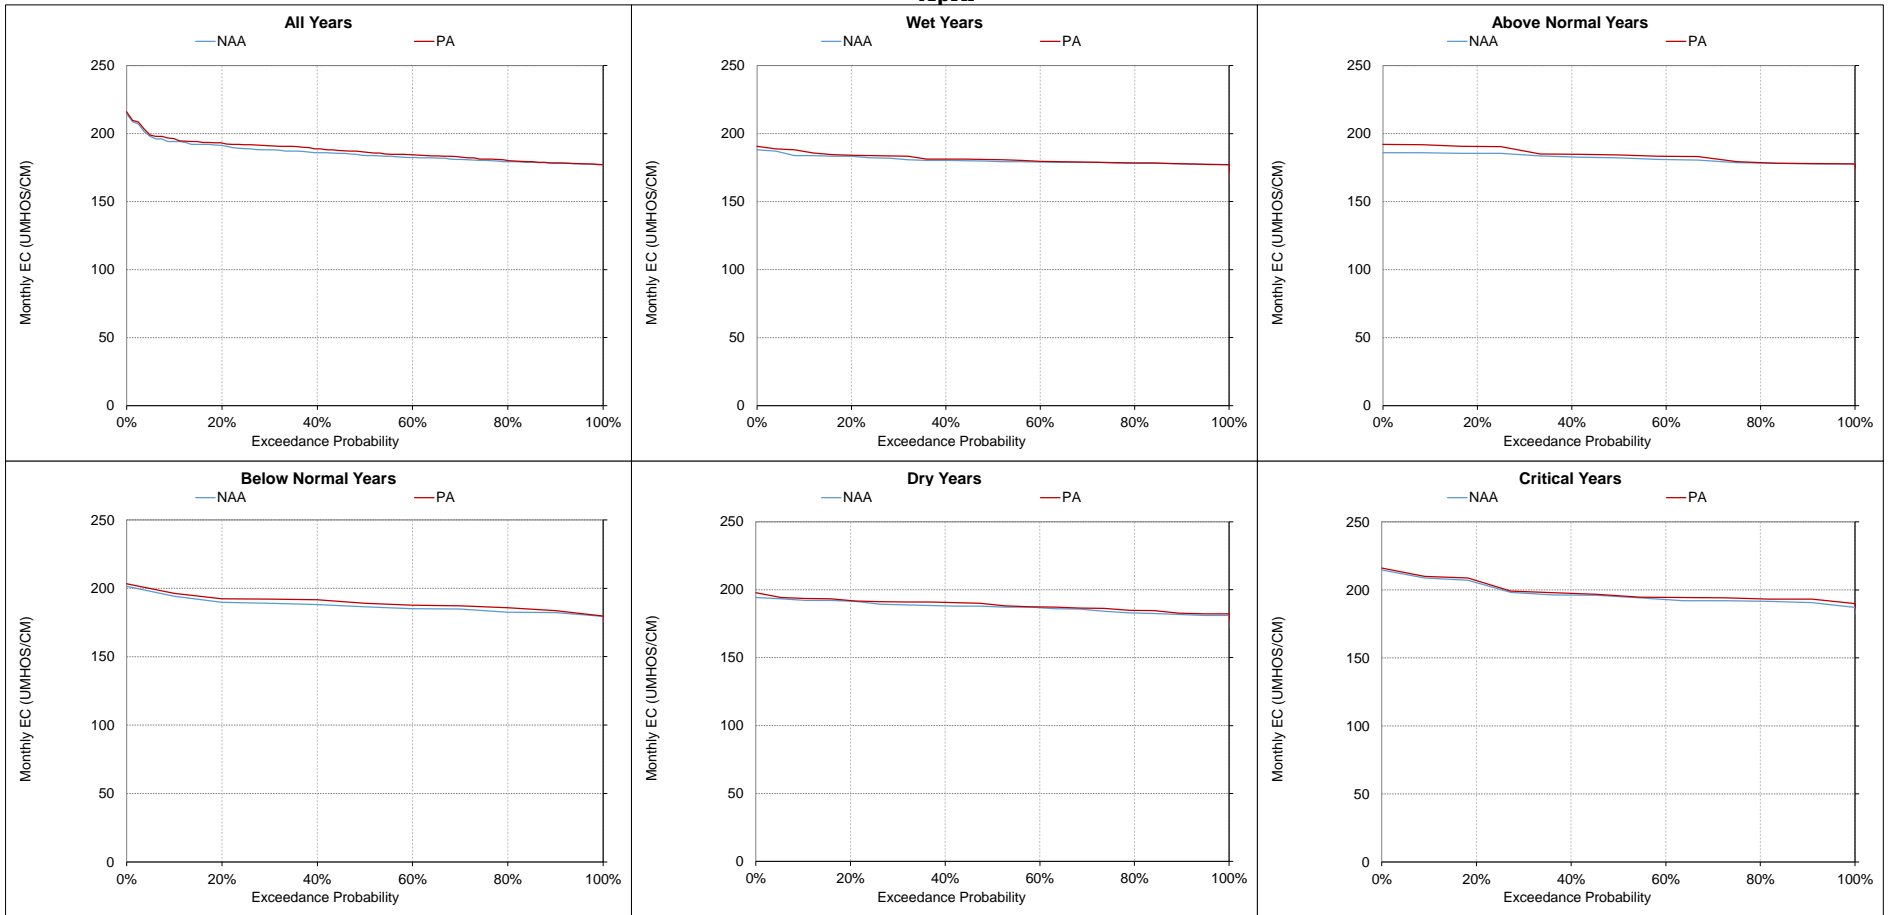 All Years
NAA PA
250
200
150
100
50
0
0% 20% 40% 60% 80% 100%
Exceedance Probability
Monthly EC (UMHOS/CM)
Wet Years
NAA PA
250
200
150
100
50
0
0% 20% 40% 60% 80% 100%
Exceedance Probability
Monthly EC (UMHOS/CM)
Above Normal Years
NAA PA
250
200
150
100
50
0
0% 20% 40% 60% 80% 100%
Exceedance Probability
Monthly EC (UMHOS/CM)
Below Normal Years
NAA PA
250
200
150
100
50
0
0% 20% 40% 60% 80% 100%
Exceedance Probability
Monthly EC (UMHOS/CM)
Dry Years
NAA PA
250
200
150
100
50
0
0% 20% 40% 60% 80% 100%
Exceedance Probability
Monthly EC (UMHOS/CM)
Critical Years
NAA PA
250
200
150
100
50
0
0% 20% 40% 60% 80% 100%
Exceedance Probability
Monthly EC (UMHOS/CM)